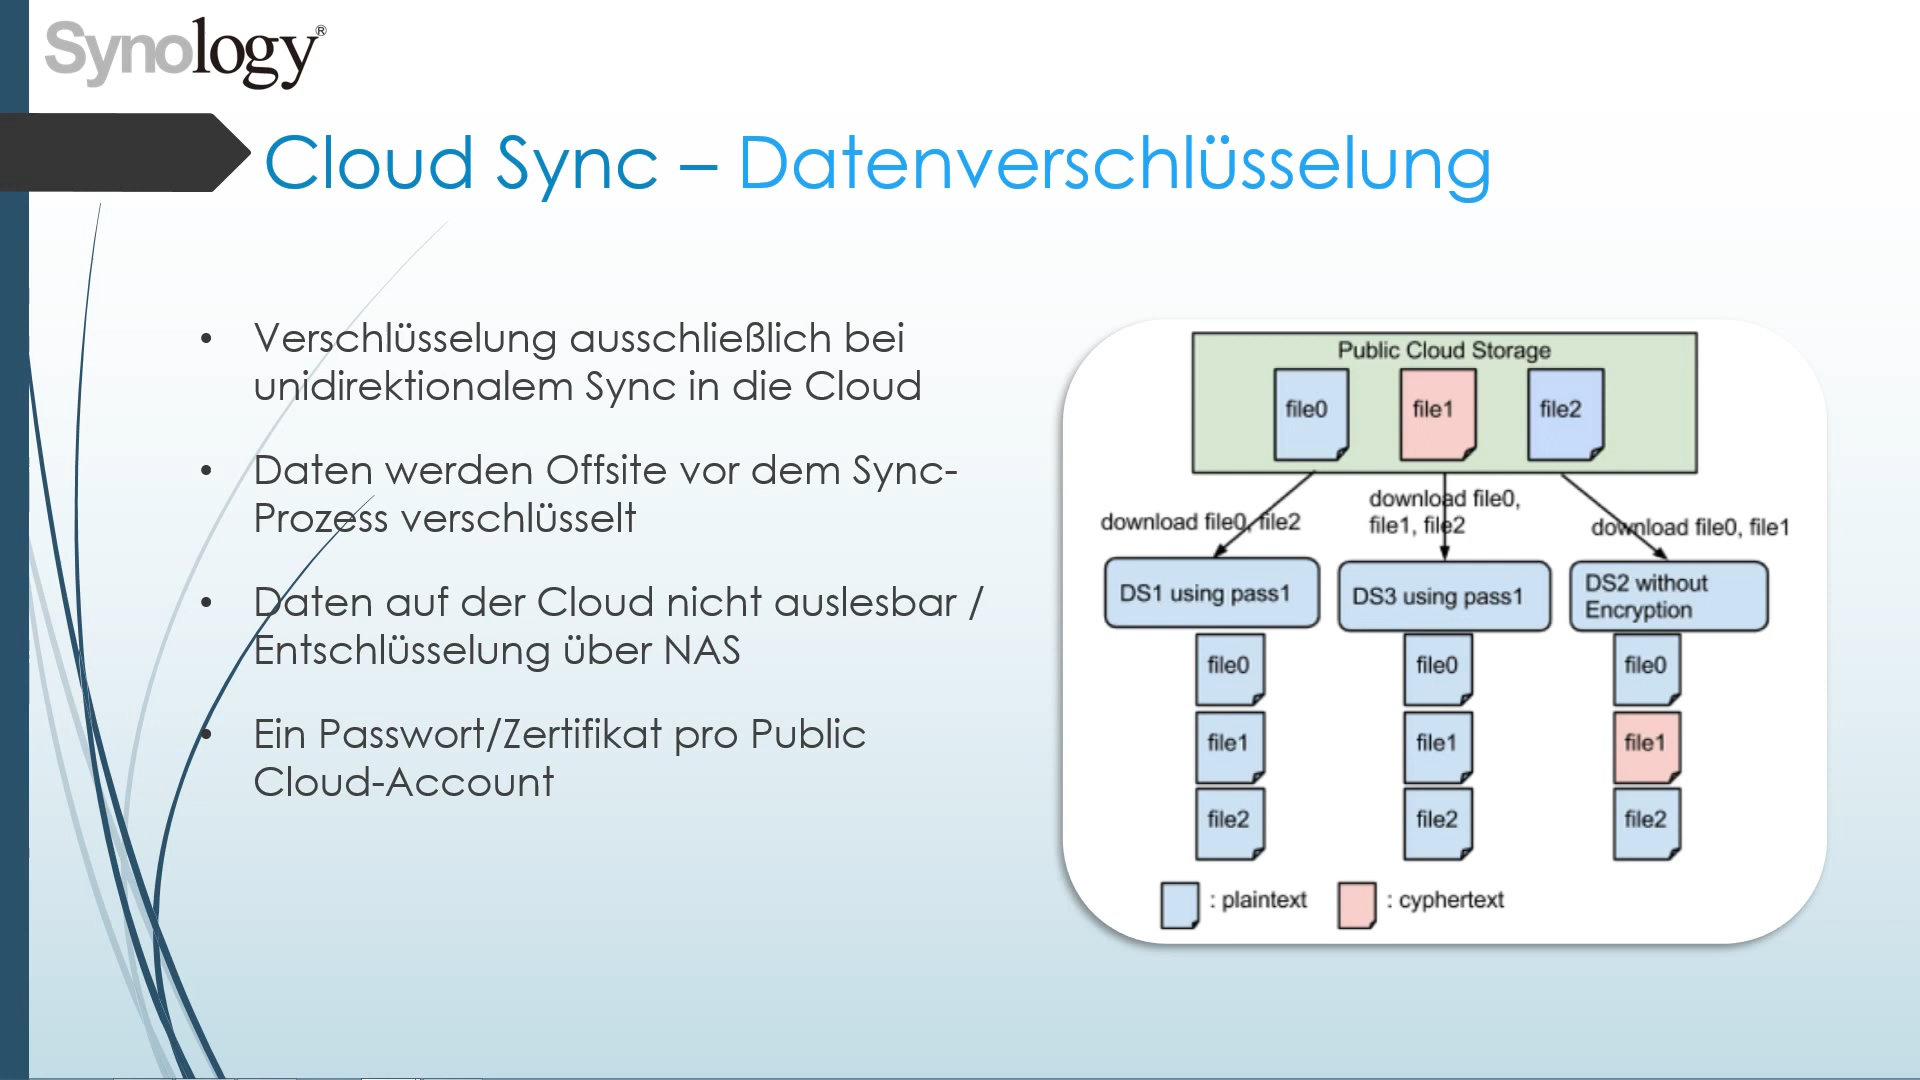 Synology®
Cloud Sync – Datenverschlüsselung
• Verschlüsselung ausschließlich bei
unidirektionalem Sync in die Cloud
• Daten werden Offsite vor dem Sync-
Prozess verschlüsselt
• Daten auf der Cloud nicht auslesbar /
Entschlüsselung über NAS
• Ein Passwort/Zertifikat pro Public
Cloud-Account
Public Cloud Storage
file0 file1 file2
download file0, file2
download file0,
file1, file2
download file0, file1
DS1 using pass1
DS3 using pass1
DS2 without
Encryption
file0 file0 file0
file1 file1 file1
file2 file2 file2
: plaintext : cyphertext